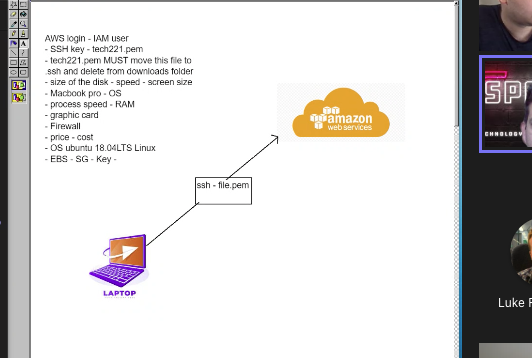 AWS login - IAM user
- SSH key - tech221.pem
- tech221.pem MUST move this file to
.ssh and delete from downloads folder
- size of the disk - speed - screen size
- Macbook pro - OS
- process speed - RAM
- graphic card
- Firewall
- price - cost
- OS ubuntu 18.04LTS Linux
- EBS - SG - Key -
amazon
web services
ssh - file.pem
LAPTOP
SP
CHNOLOGY
Luke